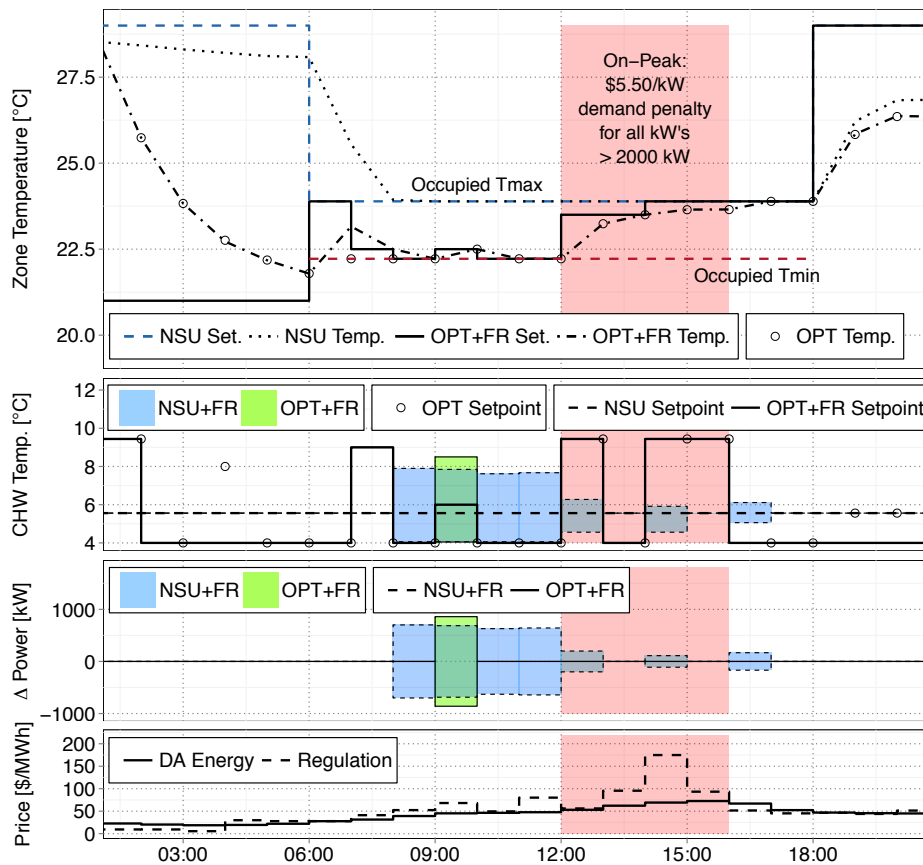 Zone Temperature [°C]
27.5
25.0
22.5
20.0
On−Peak:
$5.50/kW
demand penalty
for all kW's
> 2000 kW
Occupied Tmax
Occupied Tmin
NSU Set. NSU Temp. OPT+FR Set. OPT+FR Temp. OPT Temp.
CHW Temp. [°C]
12
10
8
6
4
NSU+FR OPT+FR OPT Setpoint NSU Setpoint OPT+FR Setpoint
Δ Power [kW]
1000
0
−1000
NSU+FR OPT+FR NSU+FR OPT+FR
Price [$/MWh]
200
150
100
50
0
DA Energy Regulation
03:00 06:00 09:00 12:00 15:00 18:00